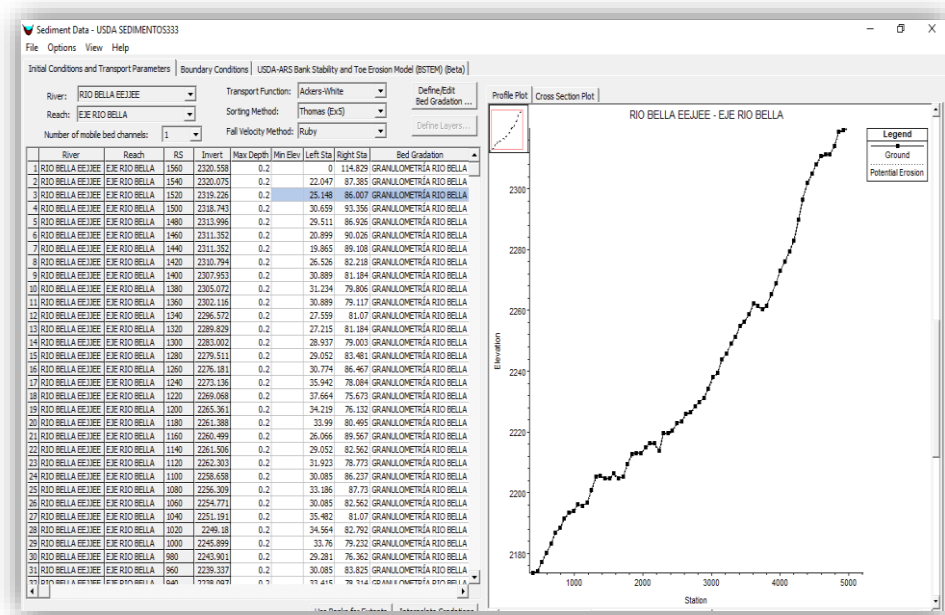 Sediment Data - USDA SEDIMENTOS333
File Options View Help
Initial Conditions and Transport Parameters Boundary Conditions USDA-ARS Bank Stability and Toe Erosion Model (BSTEM) (Beta)
River: RIO BELLA EEJJEE Transport Function: Ackers-White Define/Edit Bed Gradation ...
Reach: EJE RIO BELLA Sorting Method: Thomas (Ex5) Define Layers...
Number of mobile bed channels: 1 Fall Velocity Method: Ruby
River Reach RS Invert Max Depth Min Elev Left Sta Right Sta Bed Gradation
1 RIO BELLA EEJJEE EJE RIO BELLA 1560 2320.558 0.2 0 114.829 GRANULOMETRÍA RIO BELLA
2 RIO BELLA EEJJEE EJE RIO BELLA 1540 2320.075 0.2 22.047 87.385 GRANULOMETRÍA RIO BELLA
3 RIO BELLA EEJJEE EJE RIO BELLA 1520 2319.226 0.2 25.148 86.007 GRANULOMETRÍA RIO BELLA
4 RIO BELLA EEJJEE EJE RIO BELLA 1500 2318.743 0.2 30.659 93.356 GRANULOMETRÍA RIO BELLA
5 RIO BELLA EEJJEE EJE RIO BELLA 1480 2313.996 0.2 29.511 86.926 GRANULOMETRÍA RIO BELLA
6 RIO BELLA EEJJEE EJE RIO BELLA 1460 2311.352 0.2 20.899 90.026 GRANULOMETRÍA RIO BELLA
7 RIO BELLA EEJJEE EJE RIO BELLA 1440 2311.352 0.2 19.865 89.108 GRANULOMETRÍA RIO BELLA
8 RIO BELLA EEJJEE EJE RIO BELLA 1420 2310.794 0.2 26.526 82.218 GRANULOMETRÍA RIO BELLA
9 RIO BELLA EEJJEE EJE RIO BELLA 1400 2307.953 0.2 30.889 81.184 GRANULOMETRÍA RIO BELLA
10 RIO BELLA EEJJEE EJE RIO BELLA 1380 2305.072 0.2 31.234 79.806 GRANULOMETRÍA RIO BELLA
11 RIO BELLA EEJJEE EJE RIO BELLA 1360 2302.116 0.2 30.889 79.117 GRANULOMETRÍA RIO BELLA
12 RIO BELLA EEJJEE EJE RIO BELLA 1340 2296.572 0.2 27.559 81.07 GRANULOMETRÍA RIO BELLA
13 RIO BELLA EEJJEE EJE RIO BELLA 1320 2289.829 0.2 27.215 81.184 GRANULOMETRÍA RIO BELLA
14 RIO BELLA EEJJEE EJE RIO BELLA 1300 2283.002 0.2 28.937 79.003 GRANULOMETRÍA RIO BELLA
15 RIO BELLA EEJJEE EJE RIO BELLA 1280 2279.511 0.2 29.052 83.481 GRANULOMETRÍA RIO BELLA
16 RIO BELLA EEJJEE EJE RIO BELLA 1260 2276.181 0.2 30.774 86.467 GRANULOMETRÍA RIO BELLA
17 RIO BELLA EEJJEE EJE RIO BELLA 1240 2273.136 0.2 35.942 78.084 GRANULOMETRÍA RIO BELLA
18 RIO BELLA EEJJEE EJE RIO BELLA 1220 2269.068 0.2 37.664 75.673 GRANULOMETRÍA RIO BELLA
19 RIO BELLA EEJJEE EJE RIO BELLA 1200 2265.361 0.2 34.219 76.132 GRANULOMETRÍA RIO BELLA
20 RIO BELLA EEJJEE EJE RIO BELLA 1180 2261.388 0.2 33.99 80.495 GRANULOMETRÍA RIO BELLA
21 RIO BELLA EEJJEE EJE RIO BELLA 1160 2260.499 0.2 26.066 89.567 GRANULOMETRÍA RIO BELLA
22 RIO BELLA EEJJEE EJE RIO BELLA 1140 2261.506 0.2 29.052 82.562 GRANULOMETRÍA RIO BELLA
23 RIO BELLA EEJJEE EJE RIO BELLA 1120 2262.303 0.2 31.923 78.773 GRANULOMETRÍA RIO BELLA
24 RIO BELLA EEJJEE EJE RIO BELLA 1100 2258.658 0.2 30.085 86.237 GRANULOMETRÍA RIO BELLA
25 RIO BELLA EEJJEE EJE RIO BELLA 1080 2256.309 0.2 33.186 87.73 GRANULOMETRÍA RIO BELLA
26 RIO BELLA EEJJEE EJE RIO BELLA 1060 2254.771 0.2 30.085 82.562 GRANULOMETRÍA RIO BELLA
27 RIO BELLA EEJJEE EJE RIO BELLA 1040 2251.191 0.2 35.482 81.07 GRANULOMETRÍA RIO BELLA
28 RIO BELLA EEJJEE EJE RIO BELLA 1020 2249.18 0.2 34.564 82.792 GRANULOMETRÍA RIO BELLA
29 RIO BELLA EEJJEE EJE RIO BELLA 1000 2245.899 0.2 33.76 79.232 GRANULOMETRÍA RIO BELLA
30 RIO BELLA EEJJEE EJE RIO BELLA 980 2243.901 0.2 29.281 76.362 GRANULOMETRÍA RIO BELLA
31 RIO BELLA EEJJEE EJE RIO BELLA 960 2239.337 0.2 30.085 83.825 GRANULOMETRÍA RIO BELLA
32 RIO BELLA EEJJEE EJE RIO BELLA 940 2238.097 0.2 33.415 78.314 GRANULOMETRÍA RIO BELLA
Profile Plot Cross Section Plot
RIO BELLA EEJJEE - EJE RIO BELLA
Legend
Ground
Potential Erosion
2300
2280
2260
2240
2220
2200
2180
Elevation
1000 2000 3000 4000 5000
Station